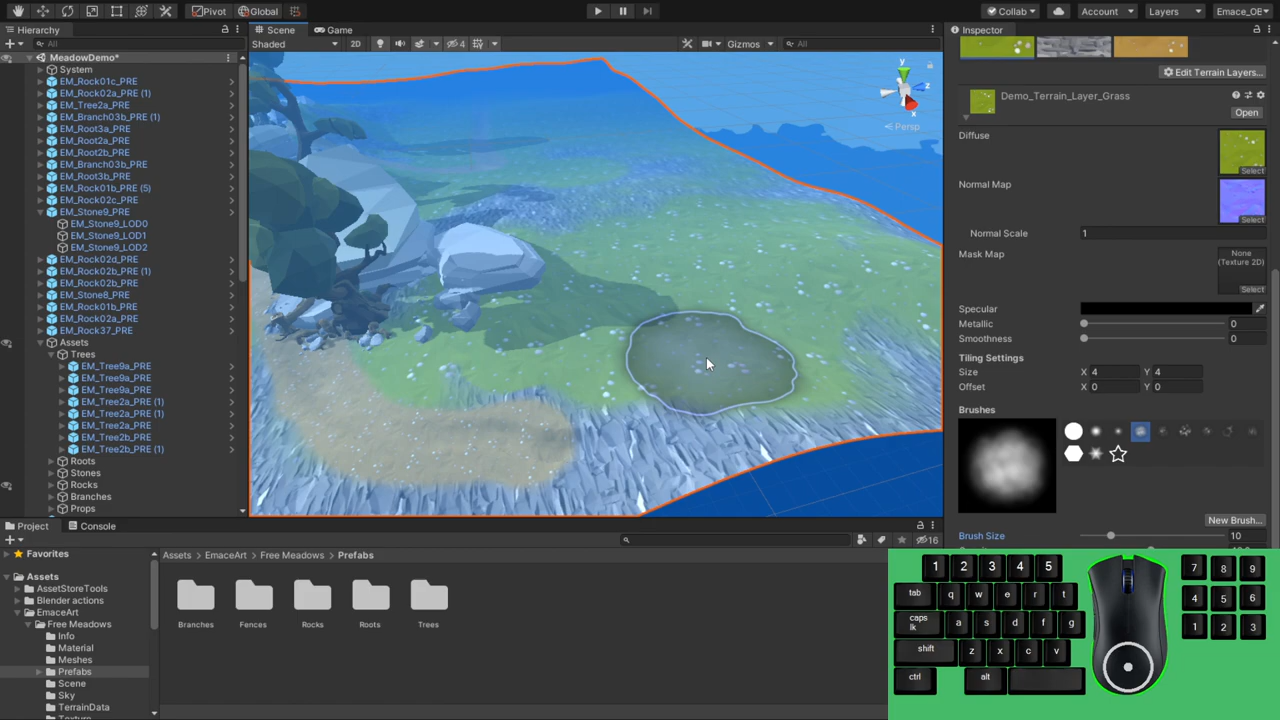 Pivot
Global
Collab
Account
Layers
Emace_OB
Hierarchy
Scene
Game
Inspector
All
Shaded
2D
4
Gizmos
All
MeadowDemo*
System
EM_Rock01c_PRE
EM_Rock02a_PRE (1)
EM_Tree2a_PRE
EM_Branch03b_PRE (1)
EM_Root3a_PRE
EM_Root2a_PRE
EM_Root2b_PRE
EM_Branch03b_PRE
EM_Root3b_PRE
EM_Rock01b_PRE (5)
EM_Rock02c_PRE
EM_Stone9_PRE
EM_Stone9_LOD0
EM_Stone9_LOD1
EM_Stone9_LOD2
EM_Rock02d_PRE
EM_Rock02b_PRE (1)
EM_Rock02b_PRE
EM_Stone8_PRE
EM_Rock01b_PRE
EM_Rock02a_PRE
EM_Rock37_PRE
Assets
Trees
EM_Tree9a_PRE
EM_Tree9a_PRE
EM_Tree9a_PRE
EM_Tree2a_PRE (1)
EM_Tree2a_PRE (1)
EM_Tree2a_PRE
EM_Tree2b_PRE
EM_Tree2b_PRE (1)
Roots
Stones
Rocks
Branches
Props
y
z
x
Persp
Edit Terrain Layers...
Demo_Terrain_Layer_Grass
Open
Diffuse
Select
Normal Map
Select
Normal Scale 1
Mask Map
None
(Texture 2D)
Select
Specular
Metallic 0
Smoothness 0
Tiling Settings
Size X 4 Y 4
Offset X 0 Y 0
Brushes
New Brush...
Brush Size 10
Project
Console
16
Favorites
Assets
AssetStoreTools
Blender actions
EmaceArt
Free Meadows
Info
Material
Meshes
Prefabs
Scene
Sky
TerrainData
Texture
Assets
EmaceArt
Free Meadows
Prefabs
Branches
Fences
Rocks
Roots
Trees
1 2 3 4 5
tab q w e r t
caps lk a s d f g
shift z x c v
ctrl alt
7 8 9
4 5 6
1 2 3